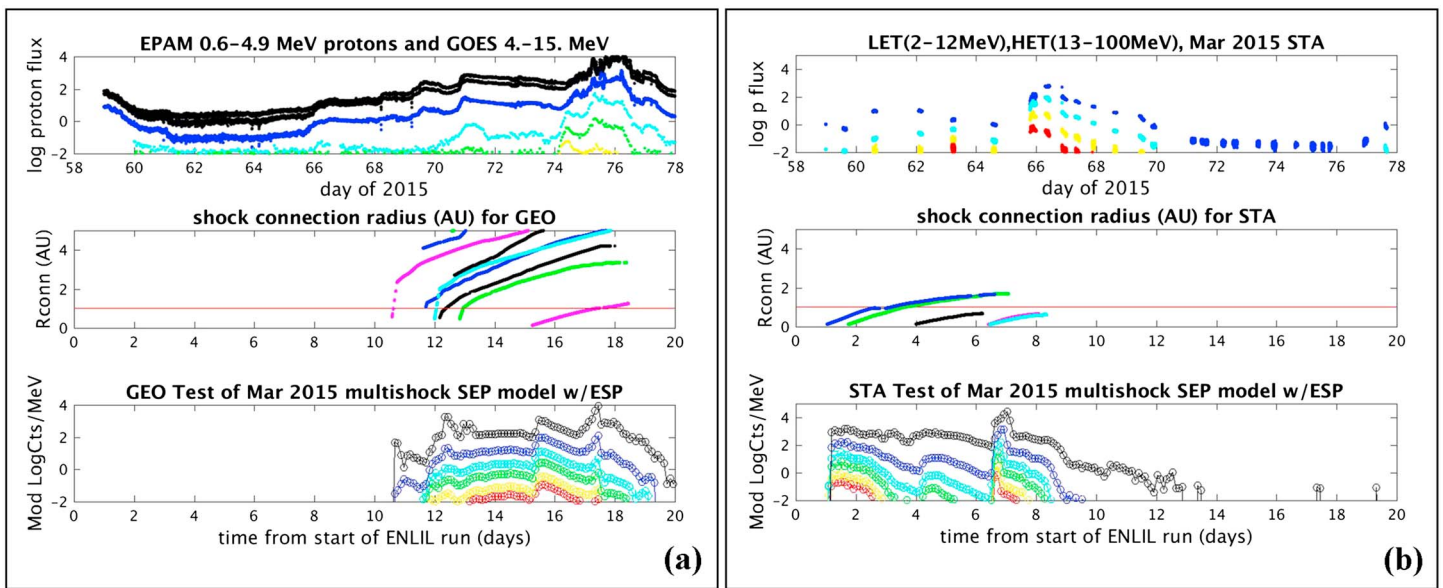 EPAM 0.6−4.9 MeV protons and GOES 4.−15. MeV
log proton flux
4
2
0
−2
58 60 62 64 66 68 70 72 74 76 78
day of 2015
shock connection radius (AU) for GEO
Rconn (AU)
4
2
0
0 2 4 6 8 10 12 14 16 18 20
GEO Test of Mar 2015 multishock SEP model w/ESP
Mod LogCts/MeV
4
2
0
−2
0 2 4 6 8 10 12 14 16 18 20
time from start of ENLIL run (days)
(a)
LET(2−12MeV),HET(13−100MeV), Mar 2015 STA
log p flux
4
2
0
−2
58 60 62 64 66 68 70 72 74 76 78
day of 2015
shock connection radius (AU) for STA
Rconn (AU)
4
2
0
0 2 4 6 8 10 12 14 16 18 20
STA Test of Mar 2015 multishock SEP model w/ESP
Mod LogCts/MeV
4
2
0
−2
0 2 4 6 8 10 12 14 16 18 20
time from start of ENLIL run (days)
(b)